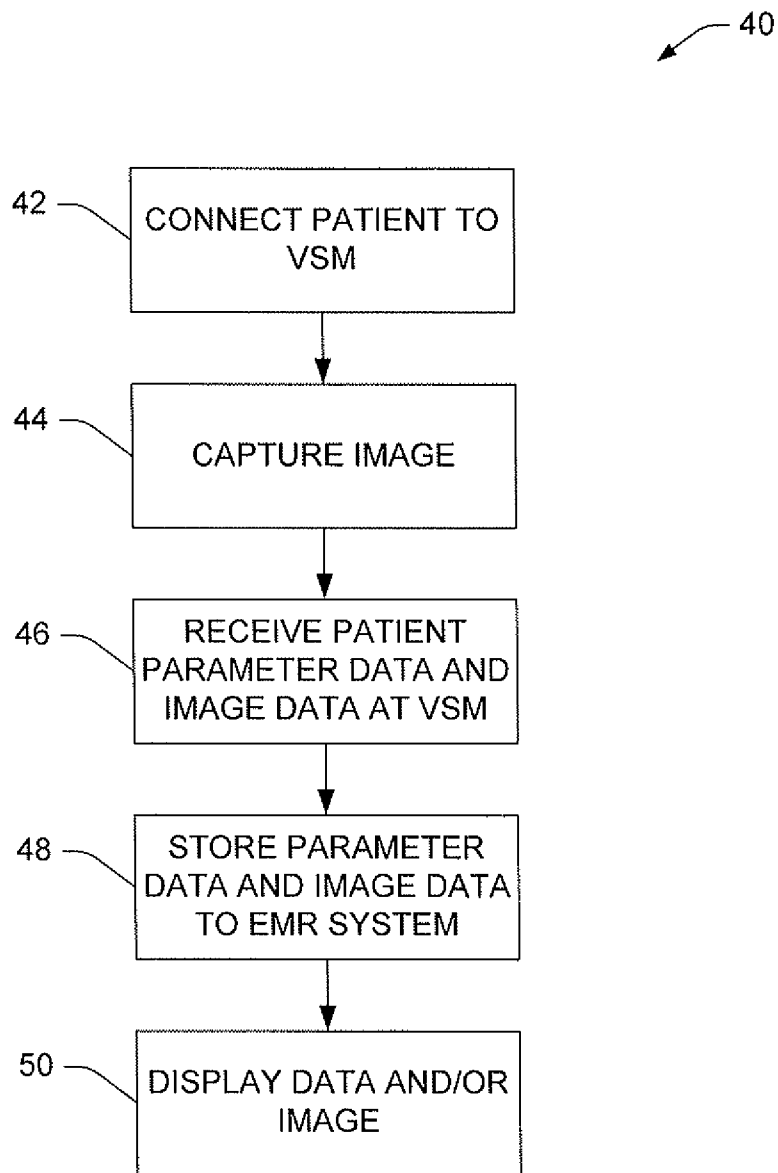 40
42
CONNECT PATIENT TO
VSM
44
CAPTURE IMAGE
46
RECEIVE PATIENT
PARAMETER DATA AND
IMAGE DATA AT VSM
48
STORE PARAMETER
DATA AND IMAGE DATA
TO EMR SYSTEM
50
DISPLAY DATA AND/OR
IMAGE